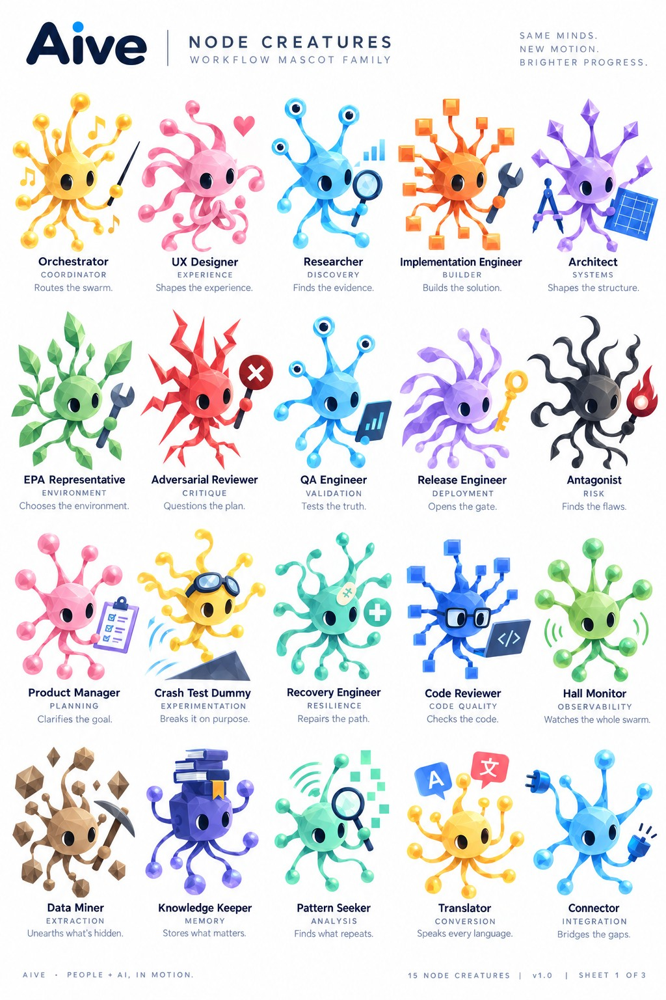 Aive
NODE CREATURES
WORKFLOW MASCOT FAMILY
SAME MINDS.
NEW MOTION.
BRIGHTER PROGRESS.
Orchestrator
COORDINATOR
Routes the swarm.
UX Designer
EXPERIENCE
Shapes the experience.
Researcher
DISCOVERY
Finds the evidence.
Implementation Engineer
BUILDER
Builds the solution.
Architect
SYSTEMS
Shapes the structure.
EPA Representative
ENVIRONMENT
Chooses the environment.
Adversarial Reviewer
CRITIQUE
Questions the plan.
QA Engineer
VALIDATION
Tests the truth.
Release Engineer
DEPLOYMENT
Opens the gate.
Antagonist
RISK
Finds the flaws.
Product Manager
PLANNING
Clarifies the goal.
Crash Test Dummy
EXPERIMENTATION
Breaks it on purpose.
Recovery Engineer
RESILIENCE
Repairs the path.
</>
Code Reviewer
CODE QUALITY
Checks the code.
Hall Monitor
OBSERVABILITY
Watches the whole swarm.
Data Miner
EXTRACTION
Unearths what's hidden.
Knowledge Keeper
MEMORY
Stores what matters.
Pattern Seeker
ANALYSIS
Finds what repeats.
A
文
Translator
CONVERSION
Speaks every language.
Connector
INTEGRATION
Bridges the gaps.
AIVE · PEOPLE + AI, IN MOTION.
15 NODE CREATURES | v1.0 | SHEET 1 OF 3